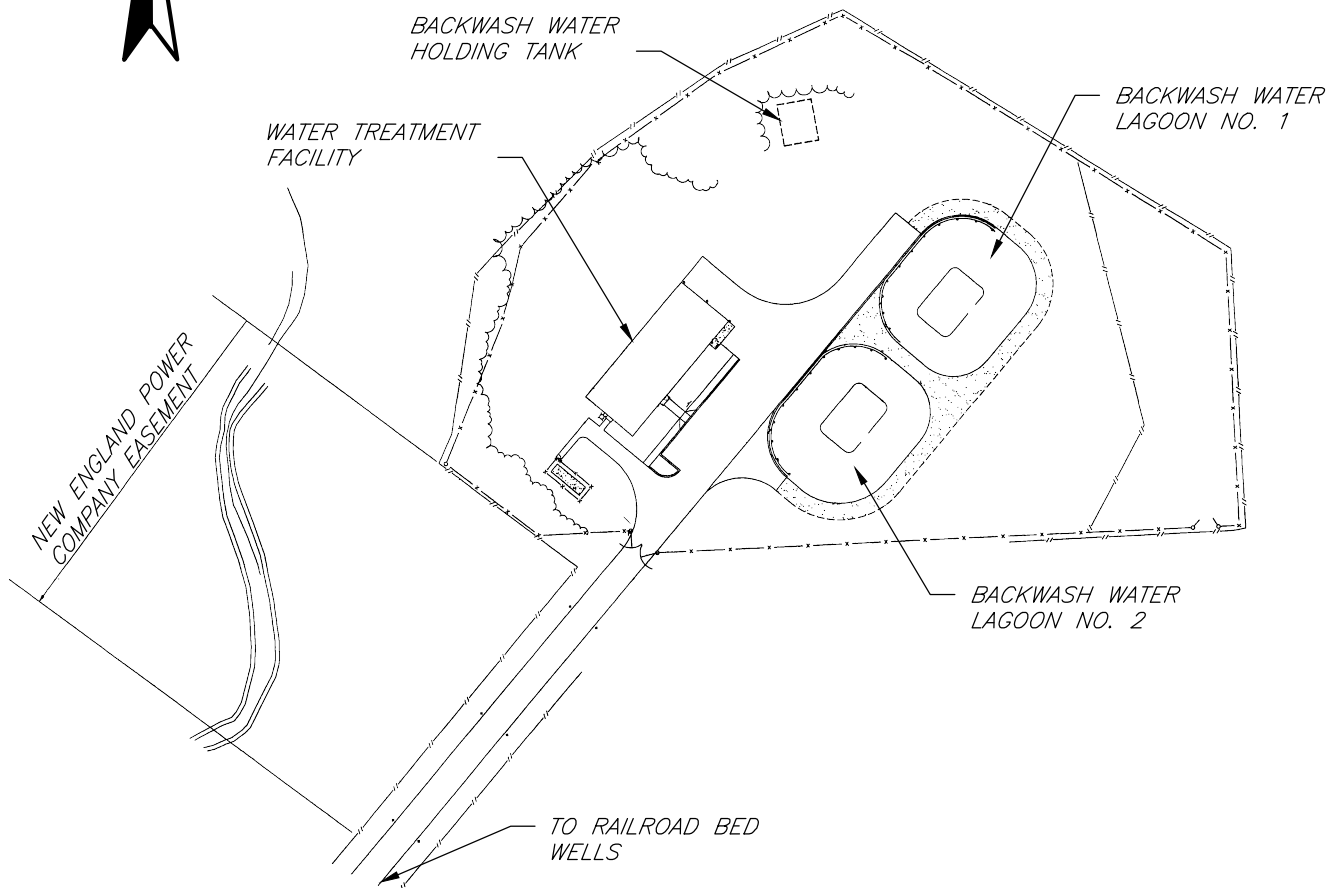 BACKWASH WATER
HOLDING TANK
BACKWASH WATER
LAGOON NO. 1
WATER TREATMENT
FACILITY
NEW ENGLAND POWER
COMPANY EASEMENT
BACKWASH WATER
LAGOON NO. 2
TO RAILROAD BED
WELLS